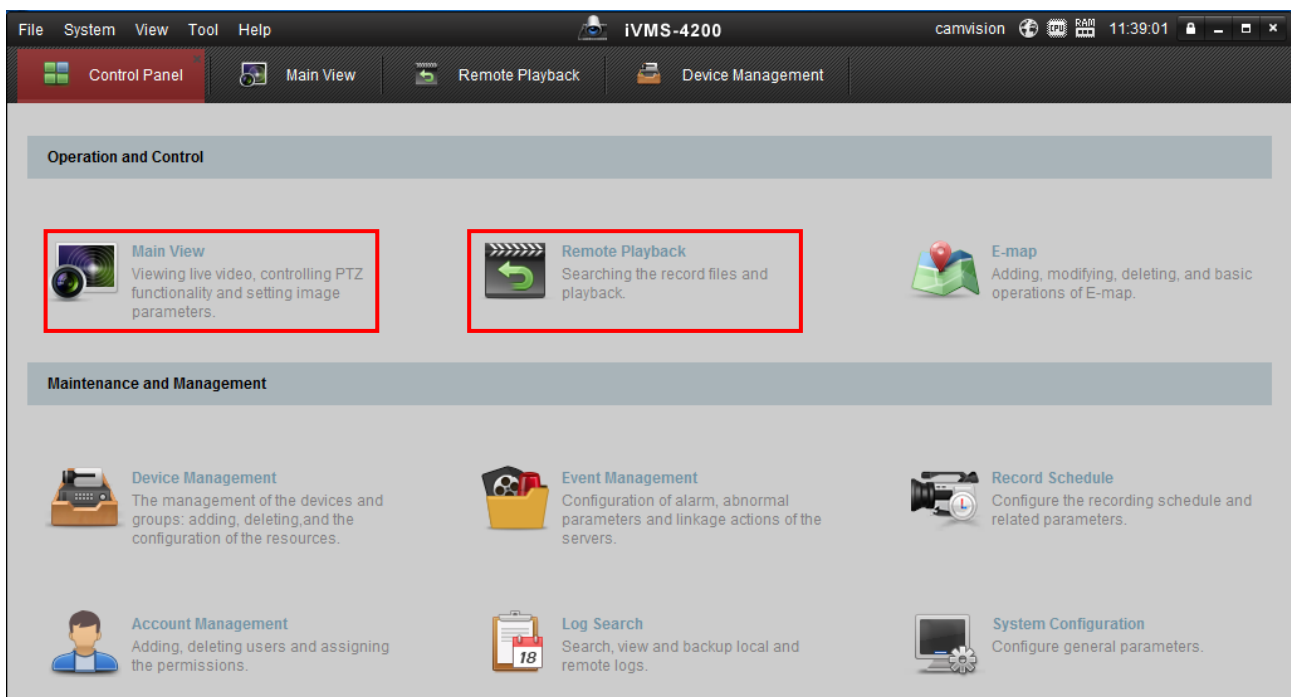 File System View Tool Help iVMS-4200 camvision CPU RAM 11:39:01
Control Panel Main View Remote Playback Device Management
Operation and Control
Main View
Viewing live video, controlling PTZ
functionality and setting image
parameters.
Remote Playback
Searching the record files and
playback.
E-map
Adding, modifying, deleting, and basic
operations of E-map.
Maintenance and Management
Device Management
The management of the devices and
groups: adding, deleting,and the
configuration of the resources.
Event Management
Configuration of alarm, abnormal
parameters and linkage actions of the
servers.
Record Schedule
Configure the recording schedule and
related parameters.
Account Management
Adding, deleting users and assigning
the permissions.
18
Log Search
Search, view and backup local and
remote logs.
System Configuration
Configure general parameters.